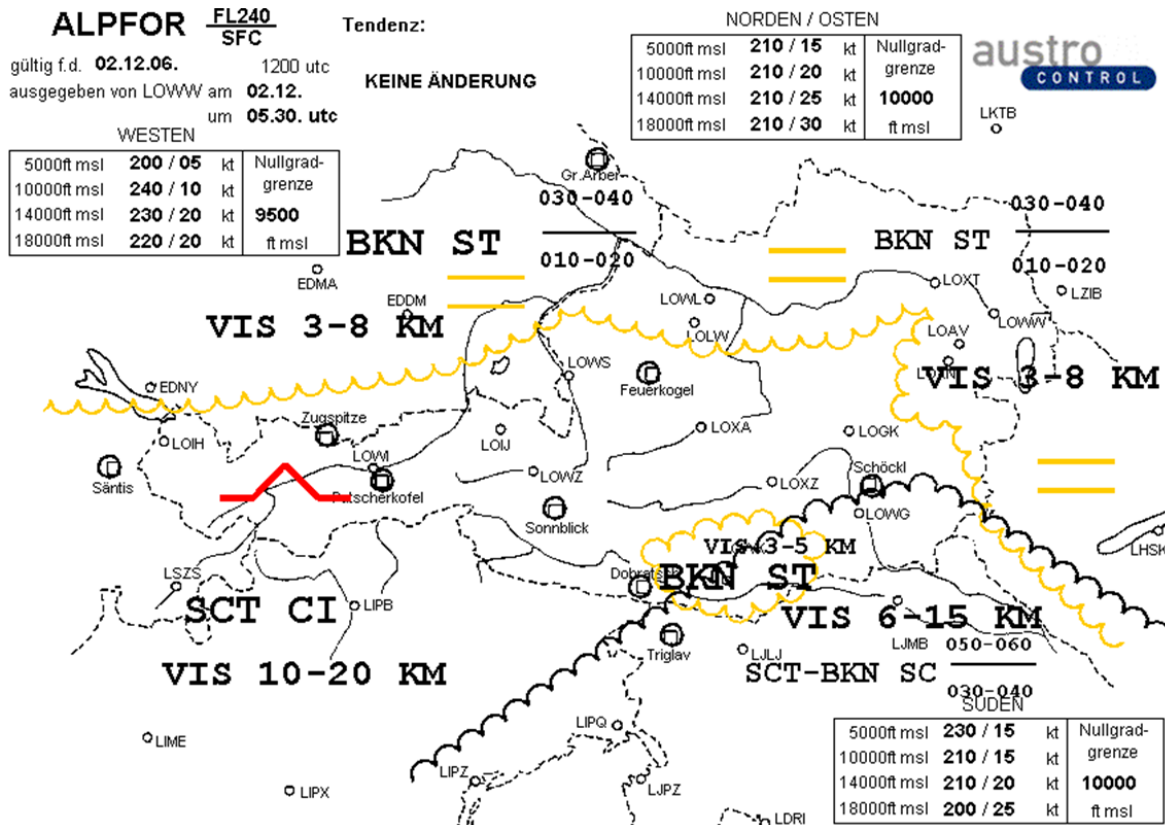 ALPFOR FL240
SFC
Tendenz:
gültig f.d. 02.12.06. 1200 utc
ausgegeben von LOWW am 02.12.
um 05.30. utc
KEINE ÄNDERUNG
NORDEN / OSTEN
5000ft msl 210 / 15 kt Nullgrad-
10000ft msl 210 / 20 kt grenze
14000ft msl 210 / 25 kt 10000
18000ft msl 210 / 30 kt ft msl
austro
CONTROL
LKTB
WESTEN
5000ft msl 200 / 05 kt Nullgrad-
10000ft msl 240 / 10 kt grenze
14000ft msl 230 / 20 kt 9500
18000ft msl 220 / 20 kt ft msl
Gr.Arber
030-040
BKN ST
010-020
030-040
BKN ST
010-020
EDMA
EDDM
LOWL
LOLW
LOXT
LZIB
LOWW
VIS 3-8 KM
LOAV
LOAN
VIS 3-8 KM
LOWS
Feuerkogel
EDNY
Zugspitze
LOIH
LOIJ
LOXA
LOGK
LOWI
Patscherkofel
Säntis
LOWZ
LOXZ
Schöckl
Sonnblick
LOWG
LHSK
VIS 3-5 KM
LSZS
Dobratsch
BKN ST
SCT CI
LIPB
VIS 6-15 KM
Triglav
LJLJ
LJMB
050-060
VIS 10-20 KM
SCT-BKN SC
030-040
SÜDEN
LIPQ
LIME
LIPZ
LIPX
LJPZ
LDRI
5000ft msl 230 / 15 kt Nullgrad-
10000ft msl 210 / 15 kt grenze
14000ft msl 210 / 20 kt 10000
18000ft msl 200 / 25 kt ft msl